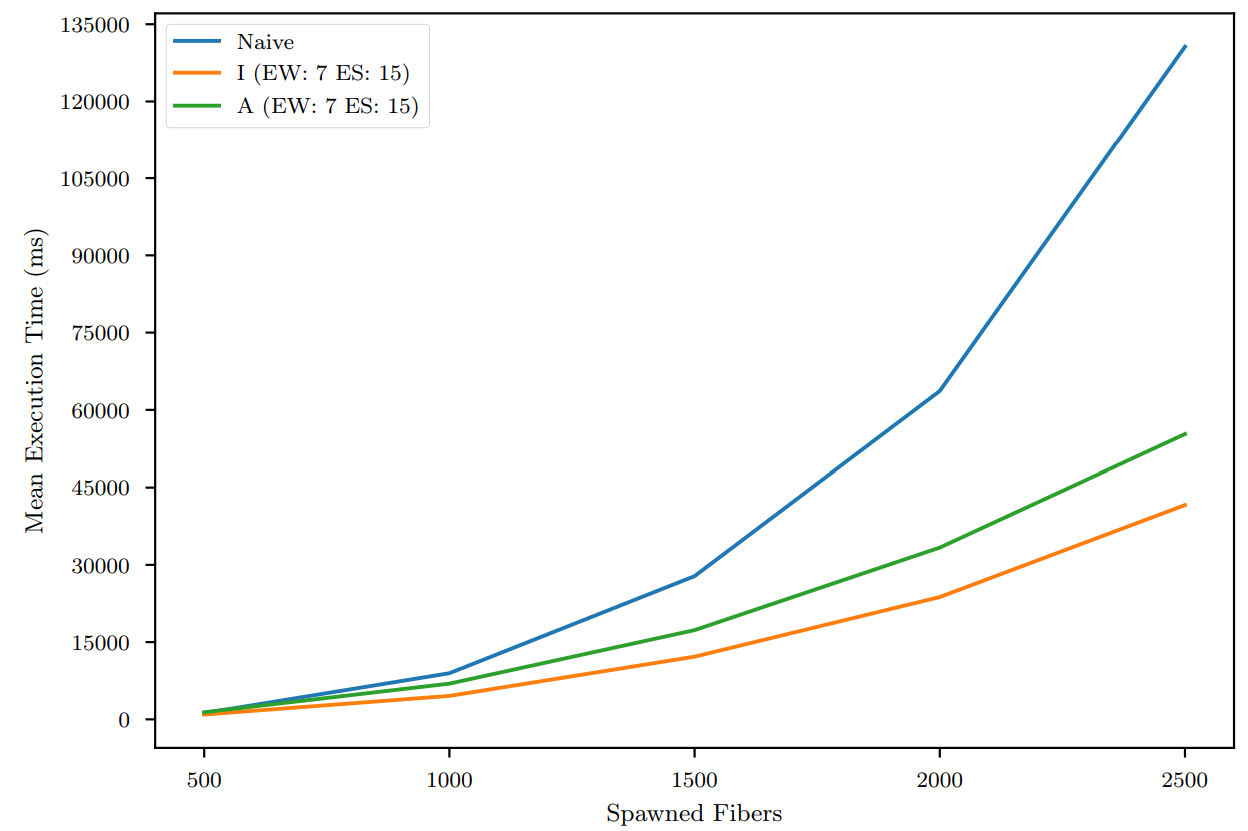 135000
120000
105000
90000
75000
60000
45000
30000
15000
0
Mean Execution Time (ms)
Naive
I (EW: 7 ES: 15)
A (EW: 7 ES: 15)
500 1000 1500 2000 2500
Spawned Fibers